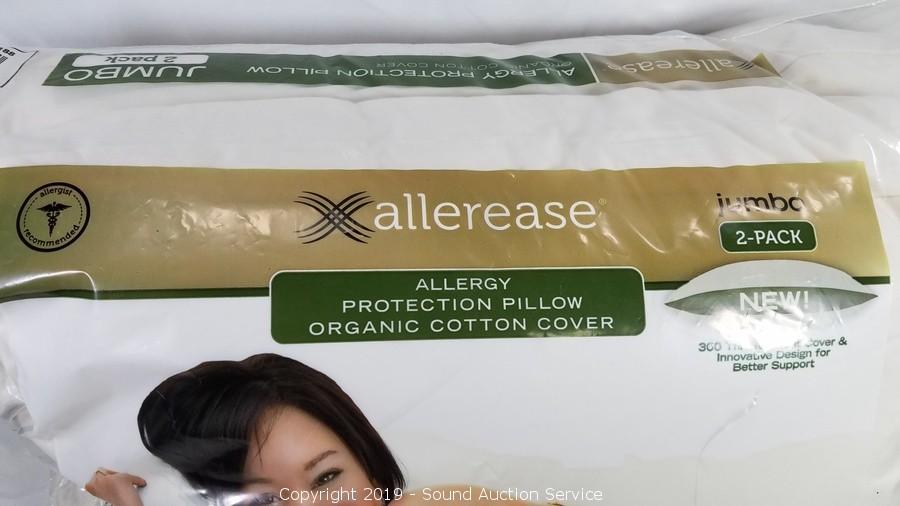 JUMBO
2 pack
ALLERGY PROTECTION PILLOW
ORGANIC COTTON COVER
allerease
allergist
recommended
allerease®
jumbo
2-PACK
ALLERGY
PROTECTION PILLOW
ORGANIC COTTON COVER
NEW!
300 Cover &
Innovative Design for
Better Support
Copyright 2019 - Sound Auction Service